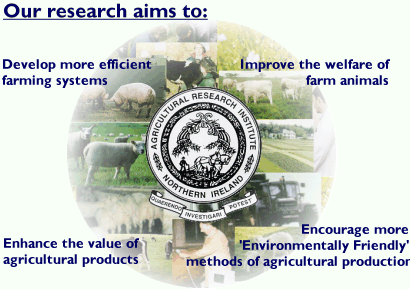 Our research aims to:
Develop more efficient
farming systems
Improve the welfare of
farm animals
AGRICULTURAL RESEARCH INSTITUTE
NORTHERN IRELAND
QUAERENDO INVESTIGARI POTEST
Enhance the value of
agricultural products
Encourage more
'Environmentally Friendly'
methods of agricultural production